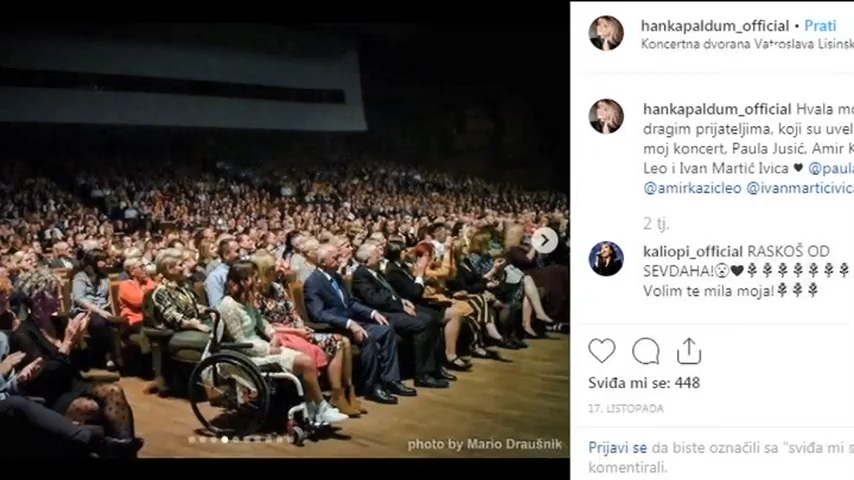 hankapaldum_official • Prati
Koncertna dvorana Vatroslava Lisinsk
hankapaldum_official Hvala mo
dragim prijateljima, koji su uvel
moj koncert, Paula Jusić, Amir K
Leo i Ivan Martić Ivica ♥ @paula
@amirkazicleo @ivanmarticivica
2 tj.
kaliopi_official RASKOŠ OD
SEVDAHA!😮♥⚘⚘⚘⚘⚘⚘⚘
Volim te mila moja!⚘⚘⚘
Sviđa mi se: 448
17. LISTOPADA
Prijavi se da biste označili sa "sviđa mi s
komentirali.
photo by Mario Draušnik